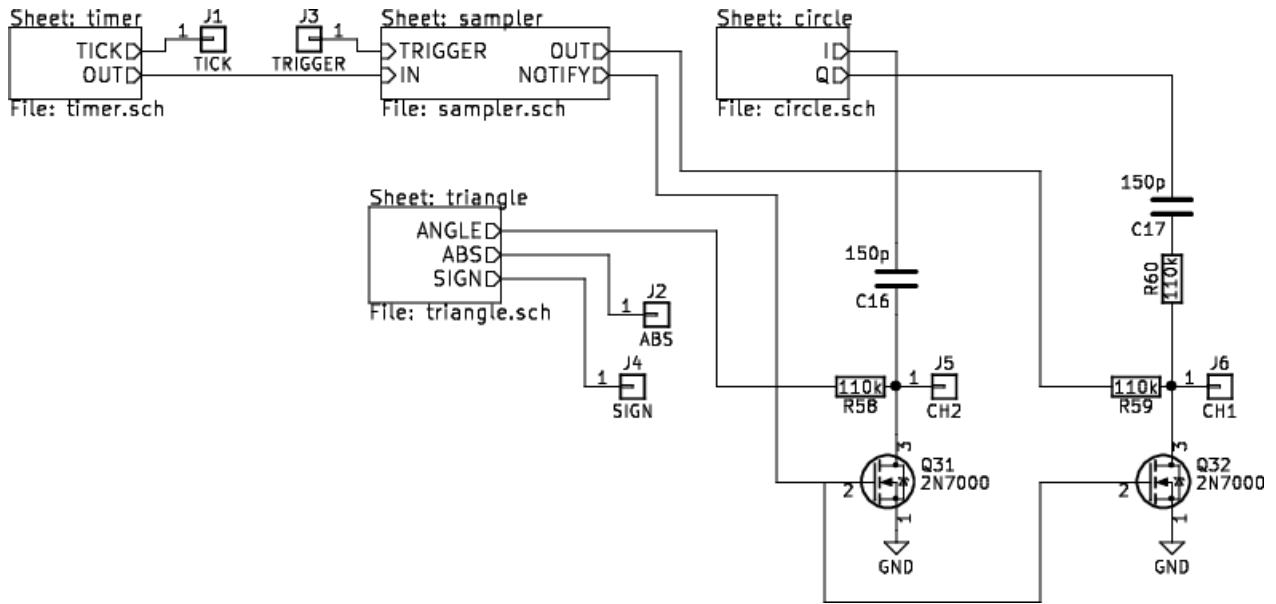 Sheet: timer
TICK
OUT
File: timer.sch
1
J1
TICK
J3
1
TRIGGER
Sheet: sampler
TRIGGER
IN
OUT
NOTIFY
File: sampler.sch
Sheet: circle
I
Q
File: circle.sch
Sheet: triangle
ANGLE
ABS
SIGN
File: triangle.sch
1
J2
ABS
1
J4
SIGN
150p
C16
150p
C17
R60
110k
110k
R58
1
J5
CH2
110k
R59
1
J6
CH1
3
Q31
2N7000
2
1
GND
3
Q32
2N7000
2
1
GND